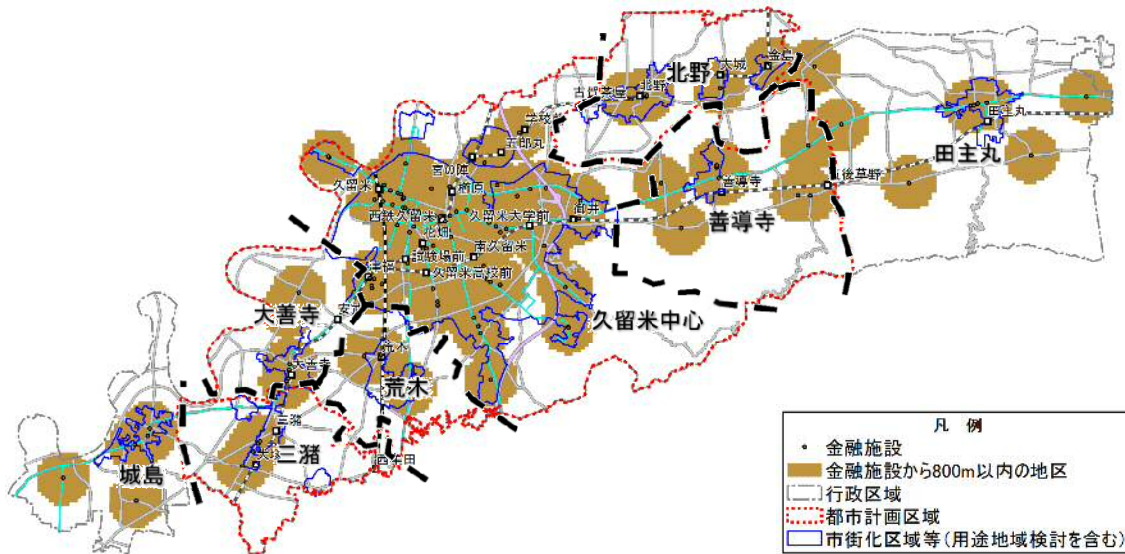 北野
大城
金島
古賀茶屋
北野
学校前
五郎丸
田主丸
田主丸
宮の陣
久留米
櫛原
善導寺
筑後草野
西鉄久留米
久留米大学前
御井
善導寺
花畑
南久留米
試験場前
津福
久留米高校前
大善寺
安武
久留米中心
荒木
大善寺
荒木
三潴
三潴
城島
西牟田
凡 例
金融施設
金融施設から800m以内の地区
行政区域
都市計画区域
市街化区域等(用途地域検討を含む)